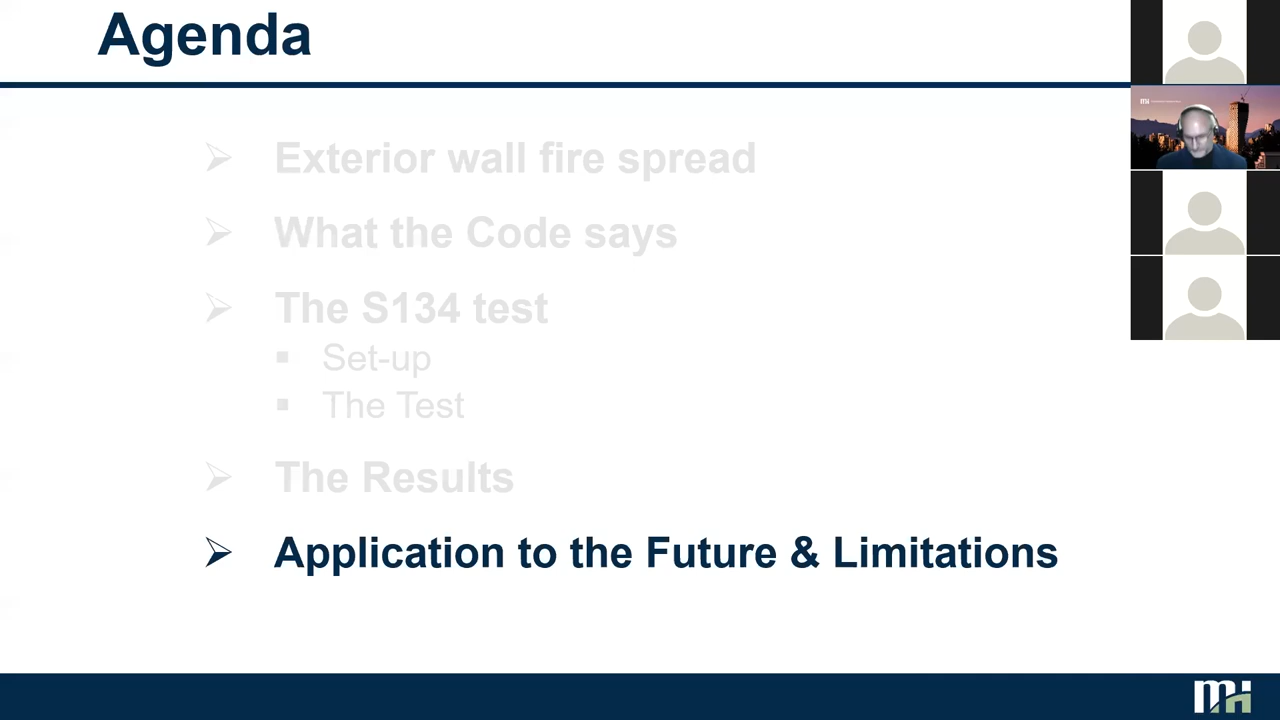 Agenda
Exterior wall fire spread
What the Code says
The S134 test
Set-up
The Test
The Results
Application to the Future & Limitations